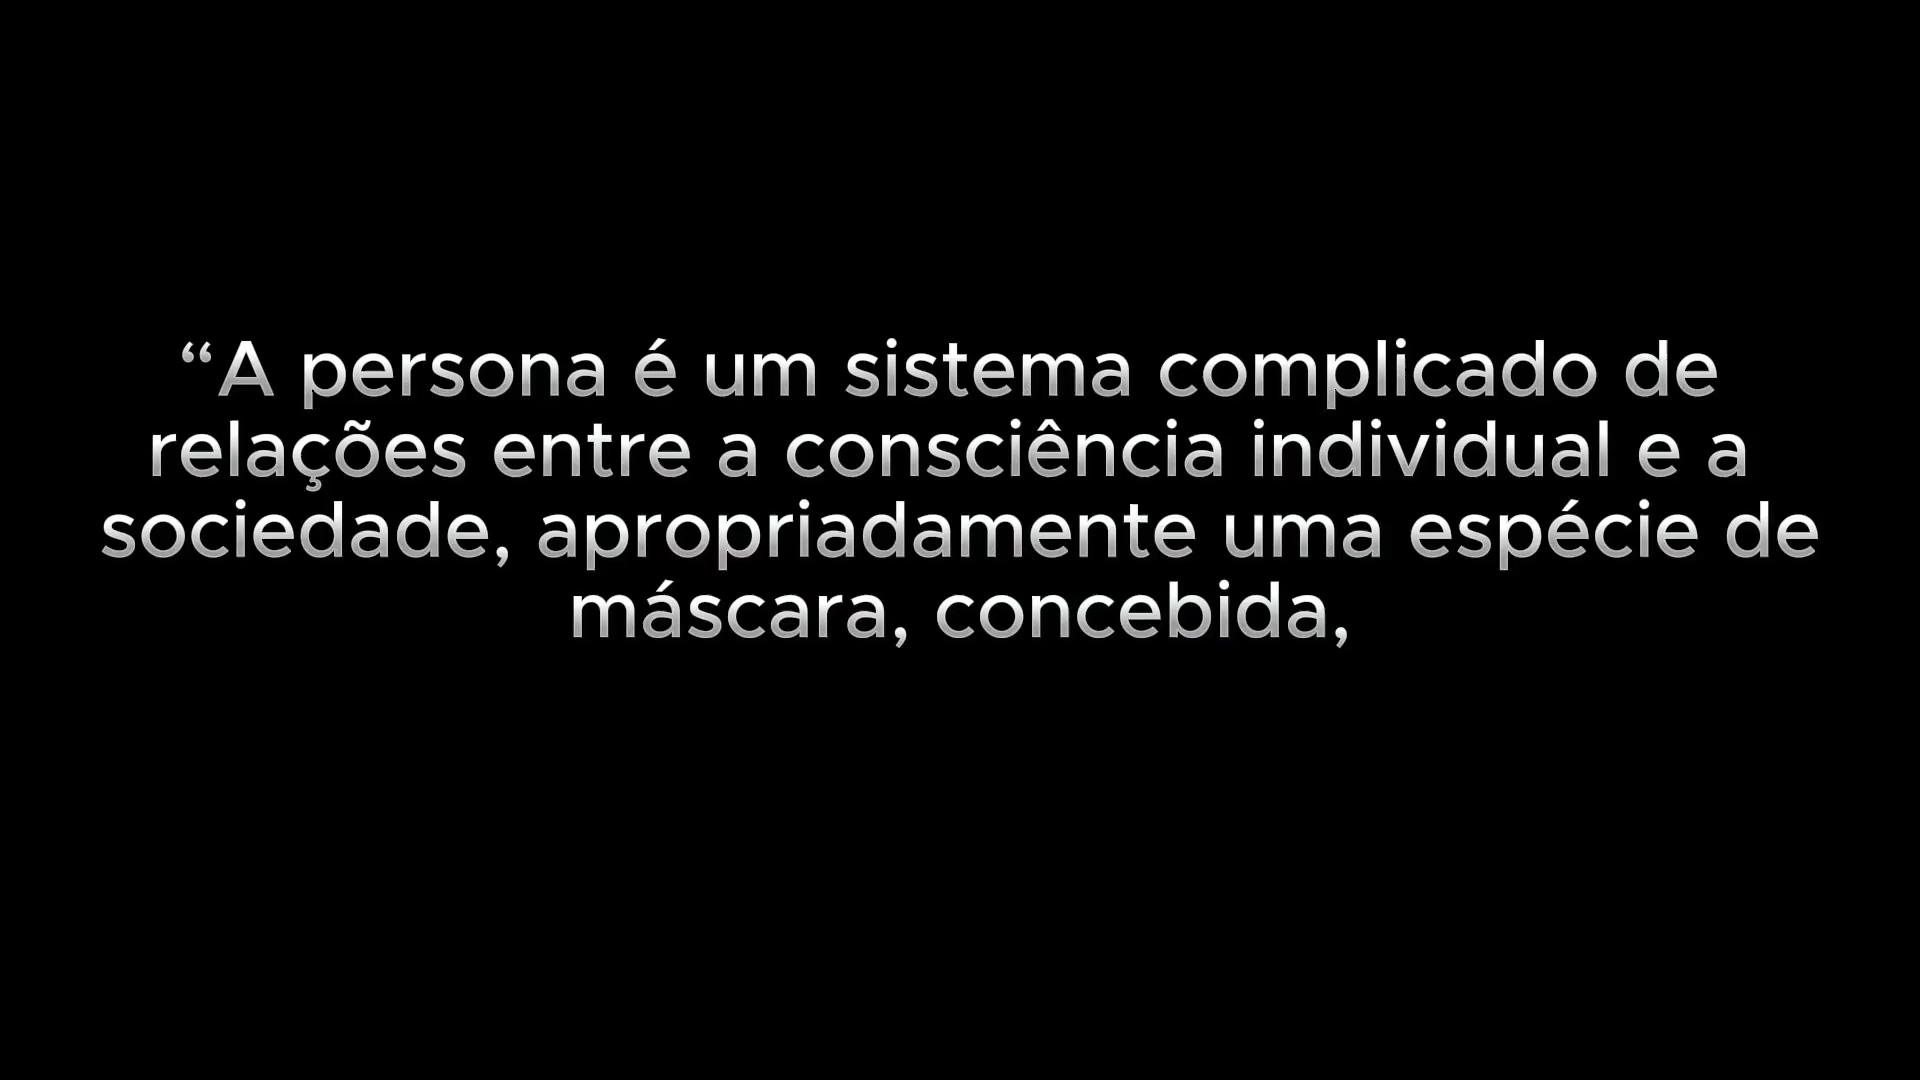 “A persona é um sistema complicado de
relações entre a consciência individual e a
sociedade, apropriadamente uma espécie de
máscara, concebida,